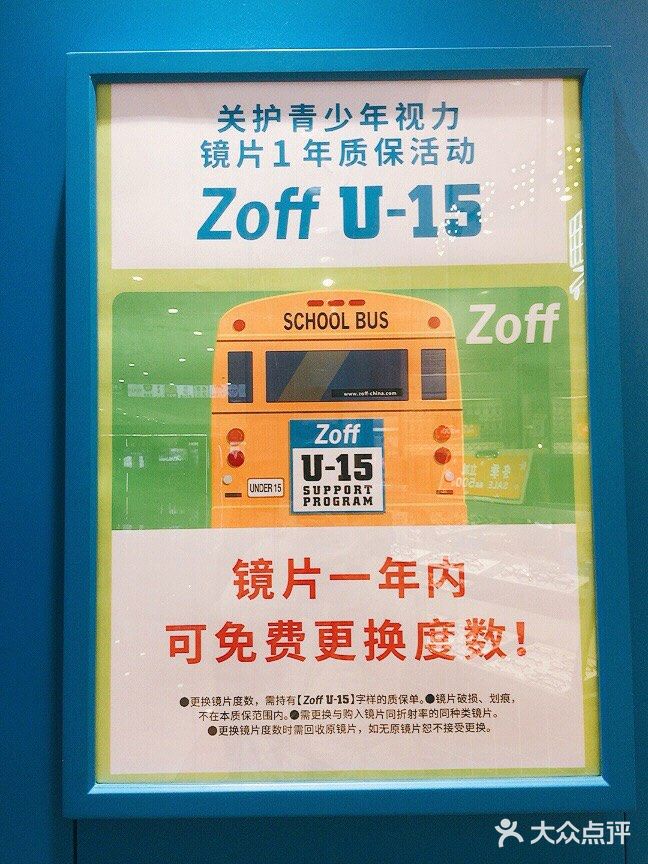 关护青少年视力
镜片1年质保活动
Zoff U-15
Zoff
SCHOOL BUS
www.zoff-china.com
Zoff
U-15
SUPPORT
PROGRAM
UNDER 15
镜片一年内
可免费更换度数!
●更换镜片度数，需持有【Zoff U-15】字样的质保单。●镜片破损、划痕，
不在本质保范围内。●需更换与购入镜片同折射率的同种类镜片。
●更换镜片度数时需回收原镜片，如无原镜片恕不接受更换。
大众点评